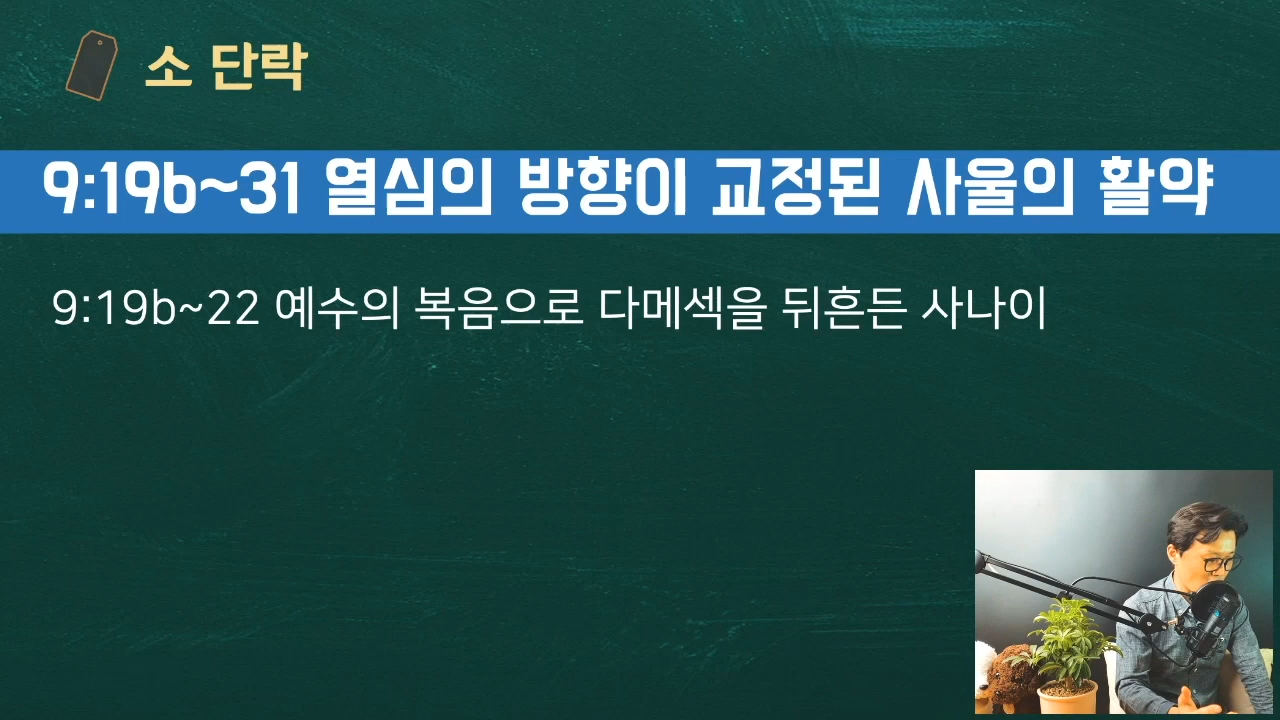 소 단락
9:19b~31 열심의 방향이 교정된 사울의 활약
9:19b~22 예수의 복음으로 다메섹을 뒤흔든 사나이